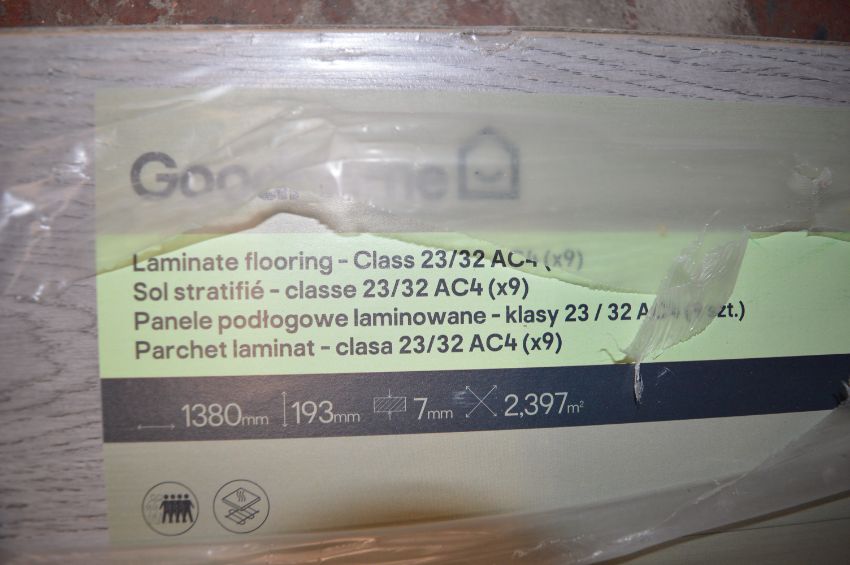 Laminate flooring - Class 23/32 AC4 (x9)
Sol stratifié - classe 23/32 AC4 (x9)
Panele podłogowe laminowane - klasy 23 / 32 szt.)
Parchet laminat - clasa 23/32 AC4 (x9)
1380mm 193mm 7mm 2,397m²